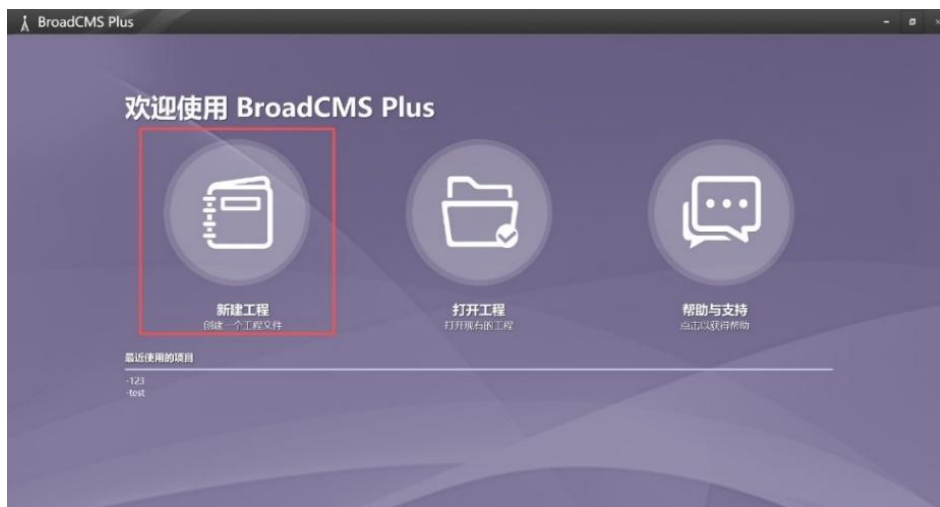 BroadCMS Plus
欢迎使用 BroadCMS Plus
新建工程
创建一个工程文件
打开工程
打开现有的工程
帮助与支持
点击以获得帮助
最近使用的项目
-123
-test